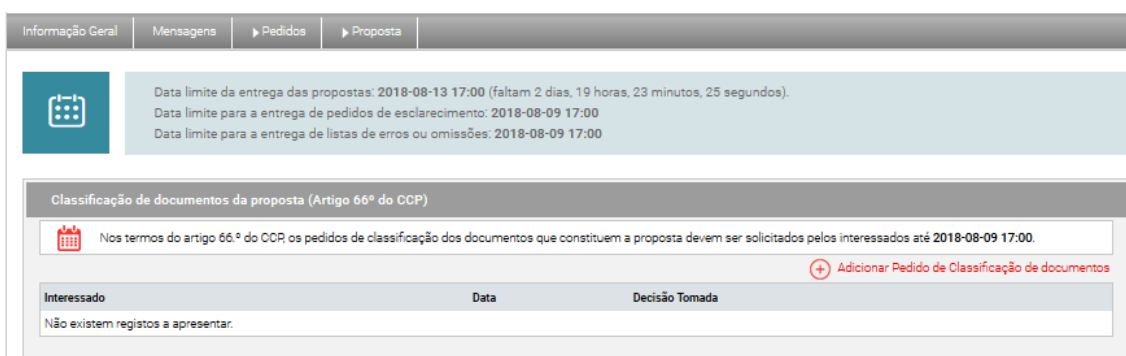 Informação Geral Mensagens Pedidos Proposta
Data limite da entrega das propostas: 2018-08-13 17:00 (faltam 2 dias, 19 horas, 23 minutos, 25 segundos).
Data limite para a entrega de pedidos de esclarecimento: 2018-08-09 17:00
Data limite para a entrega de listas de erros ou omissões: 2018-08-09 17:00
Classificação de documentos da proposta (Artigo 66º do CCP)
Nos termos do artigo 66.º do CCP, os pedidos de classificação dos documentos que constituem a proposta devem ser solicitados pelos interessados até 2018-08-09 17:00.
Adicionar Pedido de Classificação de documentos
Interessado Data Decisão Tomada
Não existem registos a apresentar.